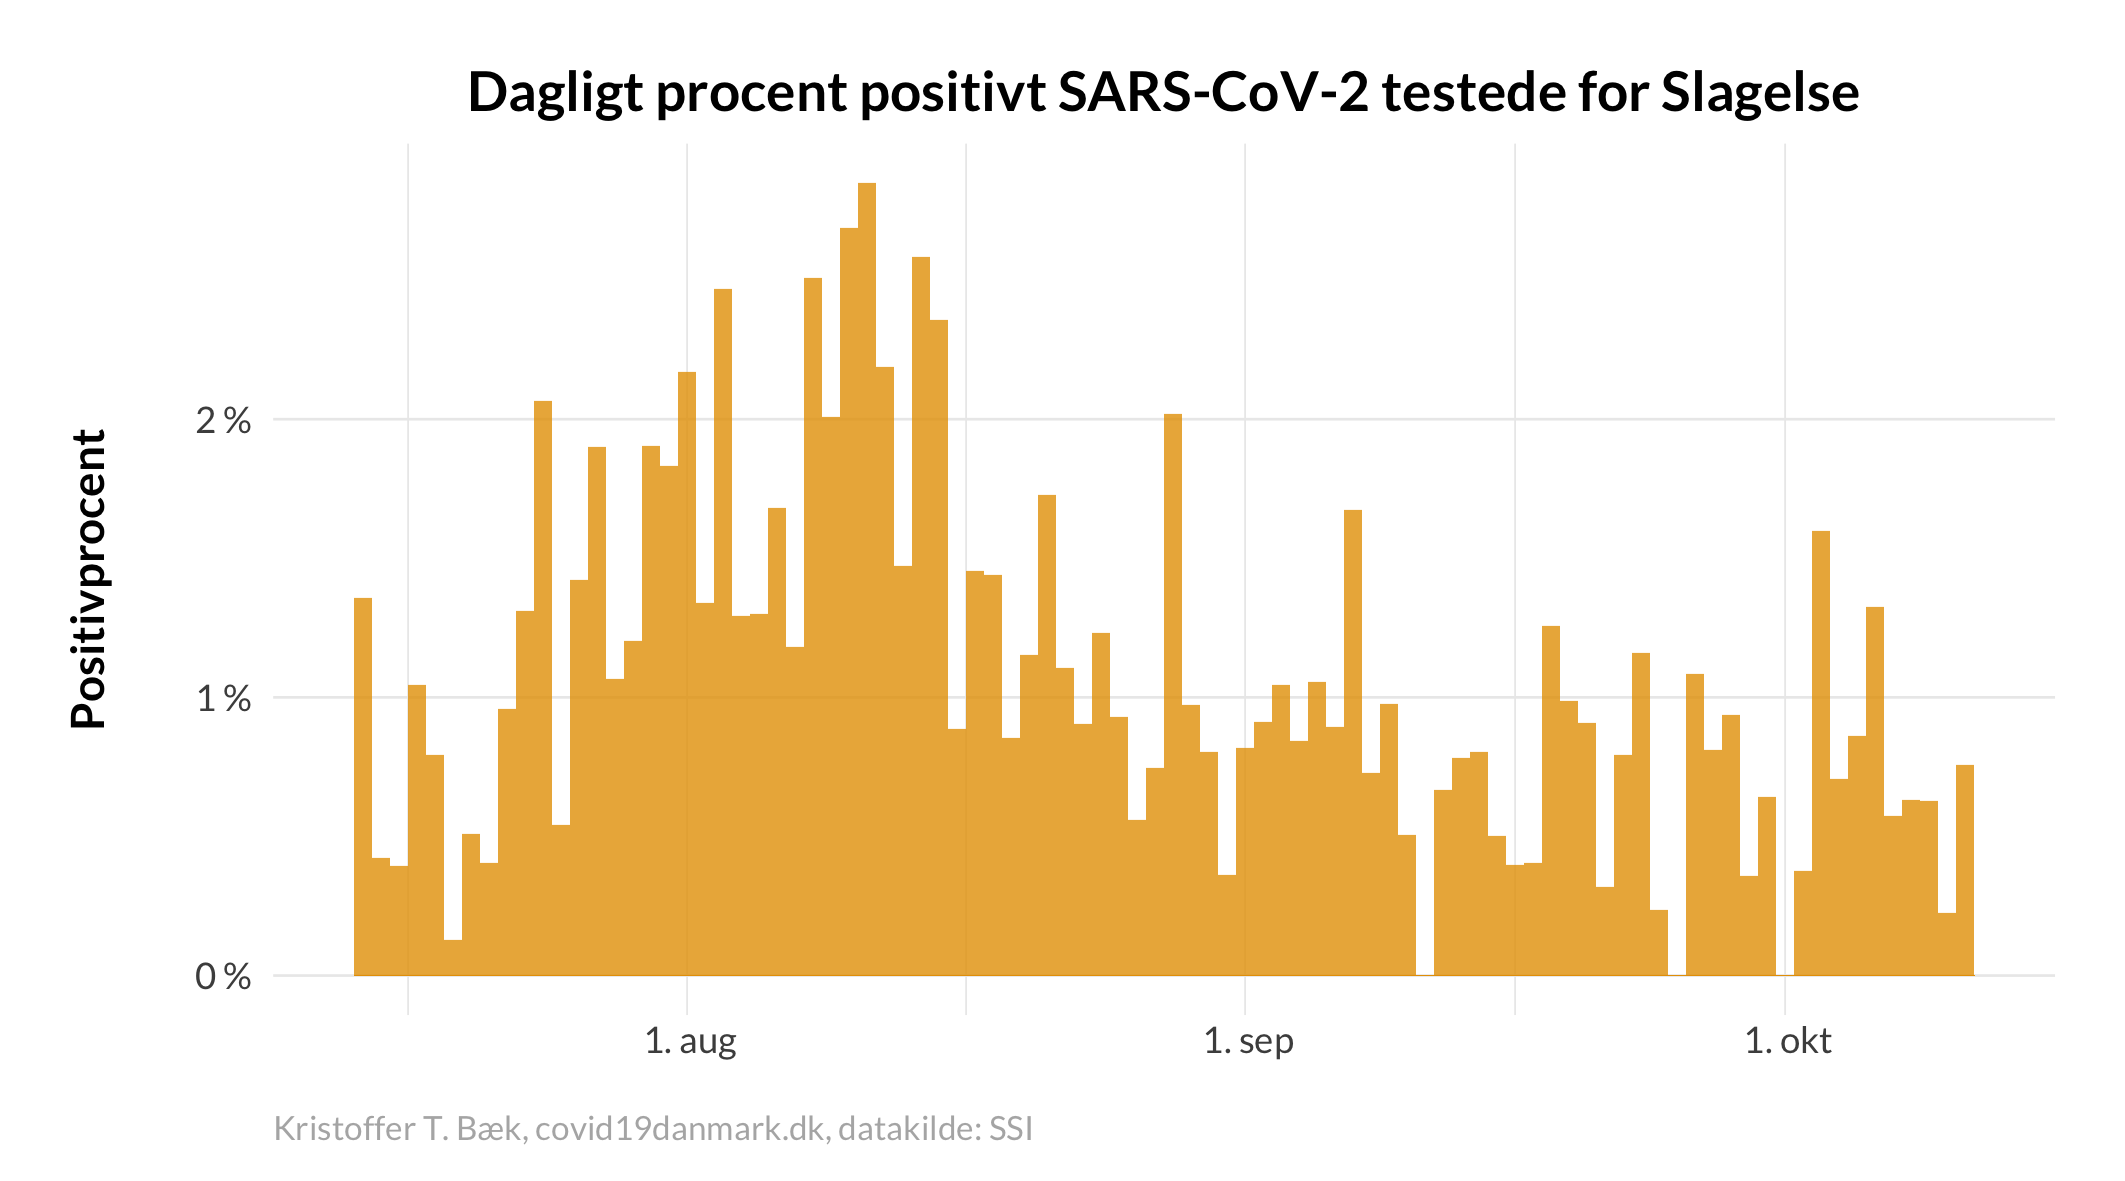 Dagligt procent positivt SARS-CoV-2 testede for Slagelse
Positivprocent
2 %
1 %
0 %
1. aug
1. sep
1. okt
Kristoffer T. Bæk, covid19danmark.dk, datakilde: SSI